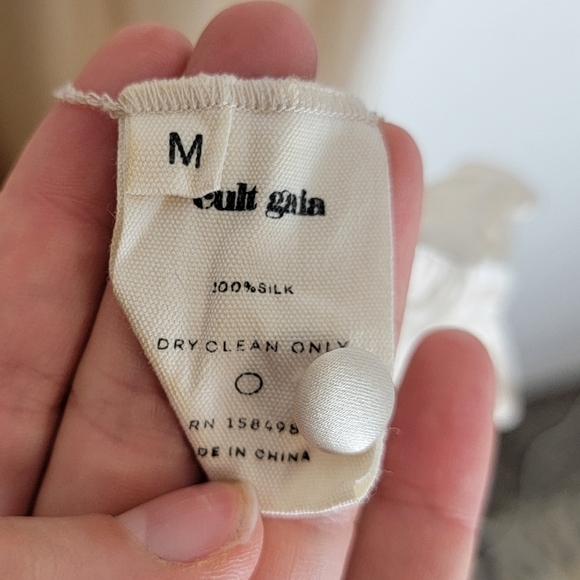 M
cult gaia
100% SILK
DRY CLEAN ONLY
RN 158498
DE IN CHINA